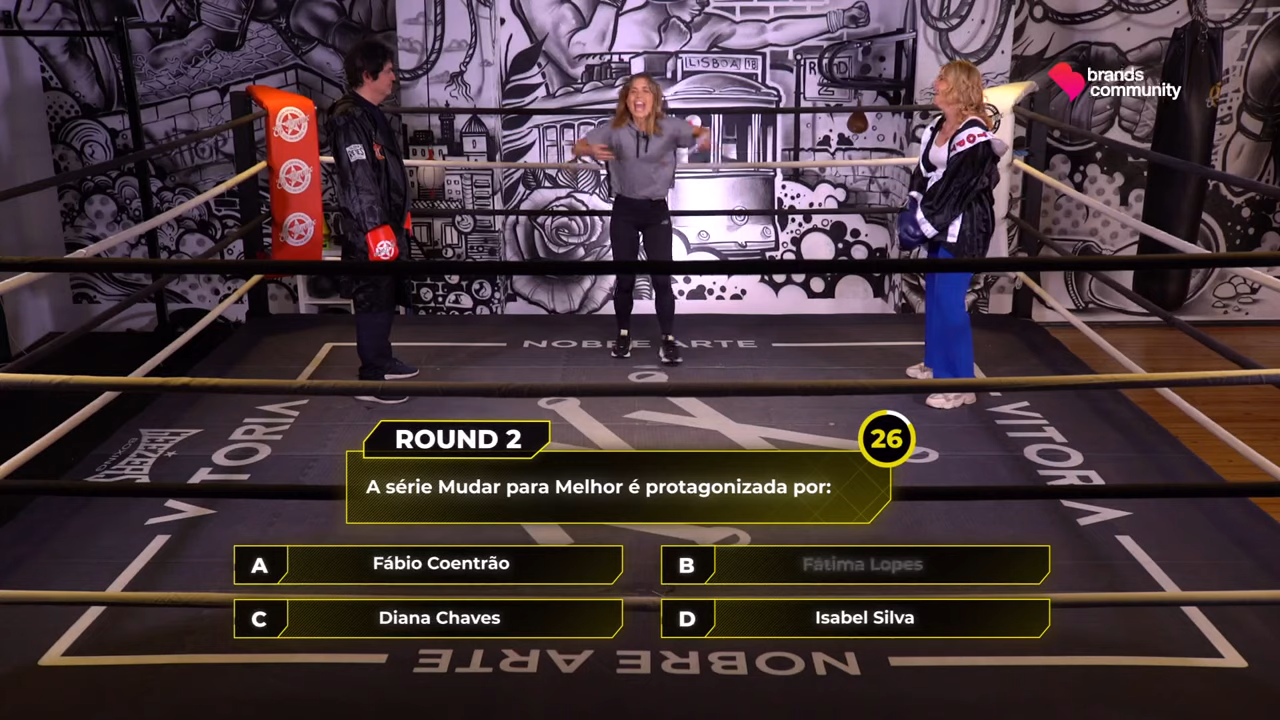 LISBOA 18
brands
community
NOBRE ARTE
ROUND 2
26
A série Mudar para Melhor é protagonizada por:
VITORIA
VITORIA
A
Fábio Coentrão
B
Fátima Lopes
C
Diana Chaves
D
Isabel Silva
NOBRE ARTE